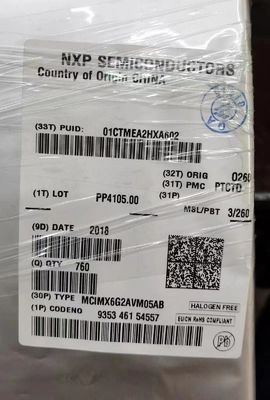 NXP SEMICONDUCTORS
Country of Origin CHINA
(33T) PUID: 01CTMEA2HXA602
(32T) ORIG 0260
(31T) PMC PTCTD
(1T) LOT PP4105.00 (31P)
MSL/PBT 3/260
(9D) DATE 2018
(Q) QTY 760
(30P) TYPE MCIMX6G2AVM05AB
HALOGEN FREE
(1P) CODENO 9353 461 54557
EU/CN RoHS COMPLIANT
Pb